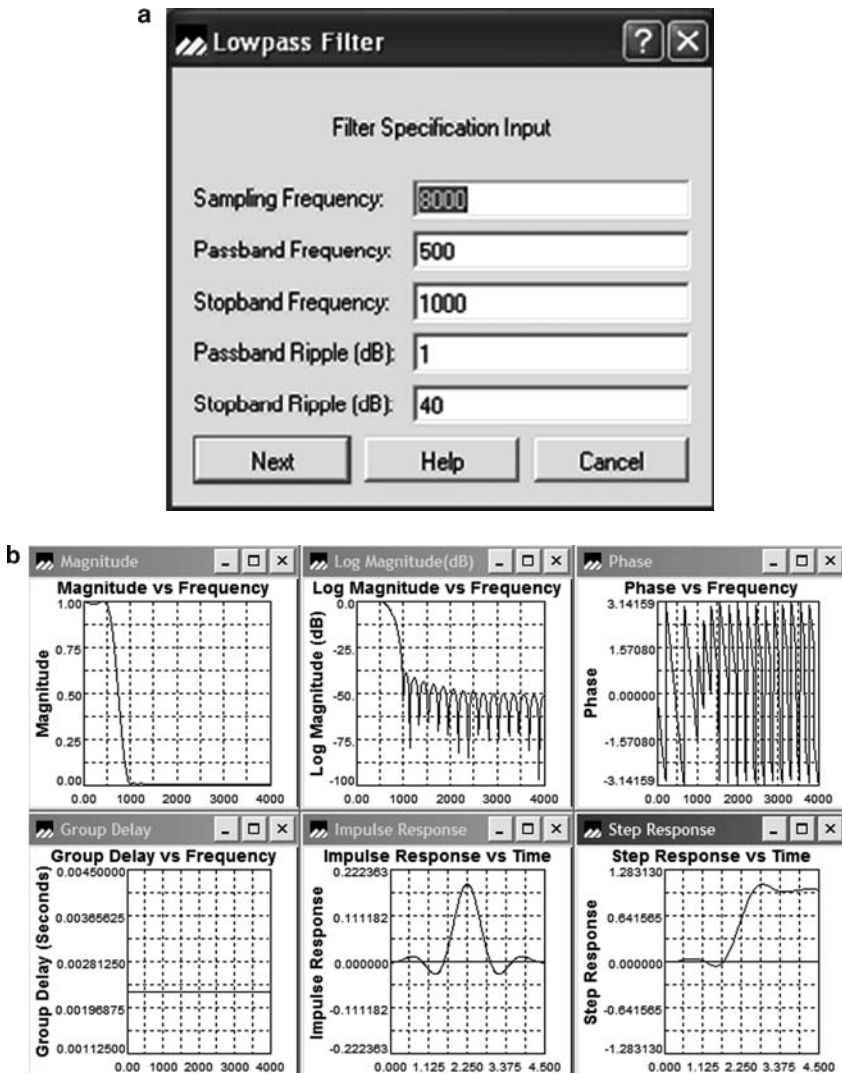 a
Lowpass Filter
Filter Specification Input
Sampling Frequency: 8000
Passband Frequency: 500
Stopband Frequency: 1000
Passband Ripple (dB): 1
Stopband Ripple (dB): 40
Next Help Cancel
b
Magnitude
Magnitude vs Frequency
Magnitude
1.00
0.75
0.50
0.25
0.00
0.00 1000 2000 3000 4000
Log Magnitude(dB)
Log Magnitude vs Frequency
Log Magnitude (dB)
0.0
-25.
-50.
-75.
-100
0.00 1000 2000 3000 4000
Phase
Phase vs Frequency
Phase
3.14159
1.57080
0.00000
-1.57080
-3.14159
0.00 1000 2000 3000 4000
Group Delay
Group Delay vs Frequency
Group Delay (Seconds)
0.00450000
0.00365625
0.00281250
0.00196875
0.00112500
0.00 1000 2000 3000 4000
Impulse Response
Impulse Response vs Time
Impulse Response
0.222363
0.111182
0.000000
-0.111182
-0.222363
0.000 1.125 2.250 3.375 4.500
Step Response
Step Response vs Time
Step Response
1.283130
0.641565
0.000000
-0.641565
-1.283130
0.000 1.125 2.250 3.375 4.500